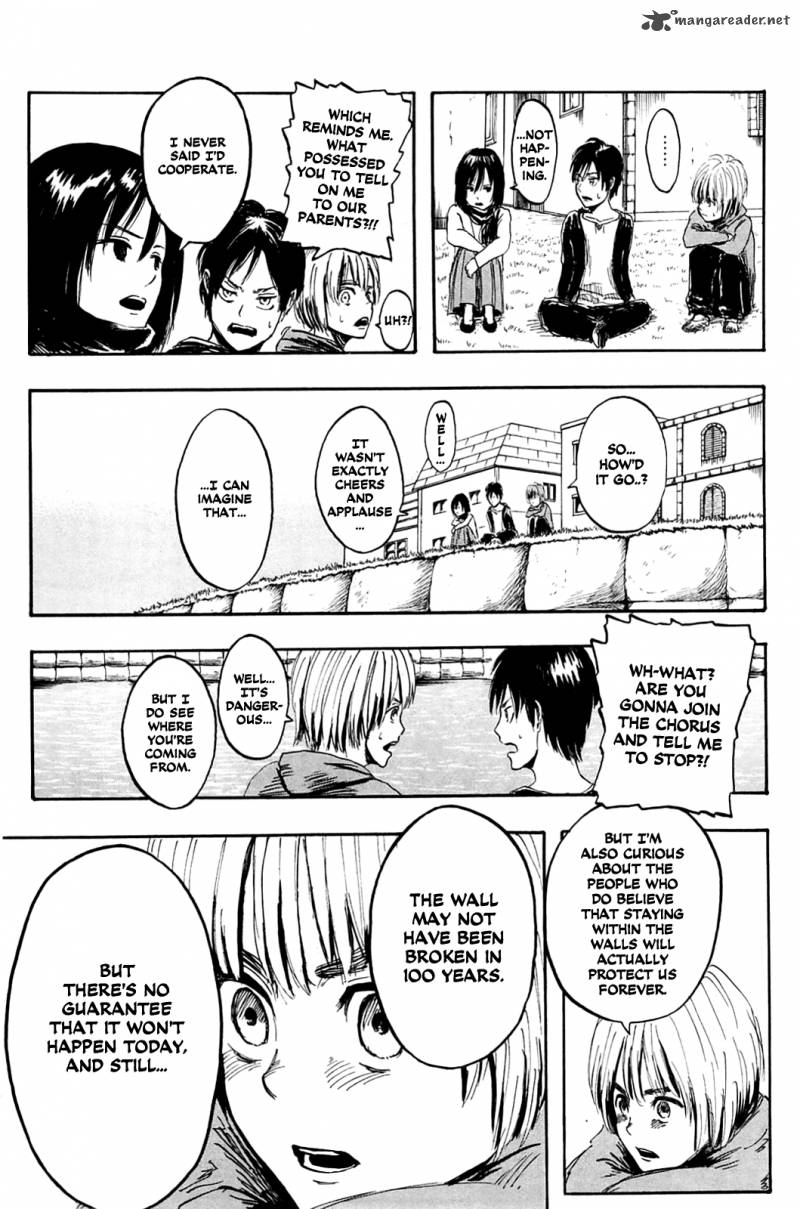 mangareader.net
......
...NOT
HAP-
PEN-
ING.
WHICH
REMINDS ME.
WHAT
POSSESSED
YOU TO TELL
ON ME
TO OUR
PARENTS?!!
I NEVER
SAID I'D
COOPERATE.
UH?!
SO...
HOW'D
IT GO..?
WELL...
IT
WASN'T
EXACTLY
CHEERS
AND
APPLAUSE
...
...I CAN
IMAGINE
THAT...
WH-WHAT?
ARE YOU
GONNA JOIN
THE CHORUS
AND TELL ME
TO STOP?!
WELL...
IT'S
DANGER-
OUS...
BUT I
DO SEE
WHERE
YOU'RE
COMING
FROM.
BUT I'M
ALSO CURIOUS
ABOUT THE
PEOPLE WHO
DO BELIEVE
THAT STAYING
WITHIN THE
WALLS WILL
ACTUALLY
PROTECT US
FOREVER.
THE WALL
MAY NOT
HAVE BEEN
BROKEN IN
100 YEARS.
BUT
THERE'S NO
GUARANTEE
THAT IT WON'T
HAPPEN TODAY,
AND STILL...